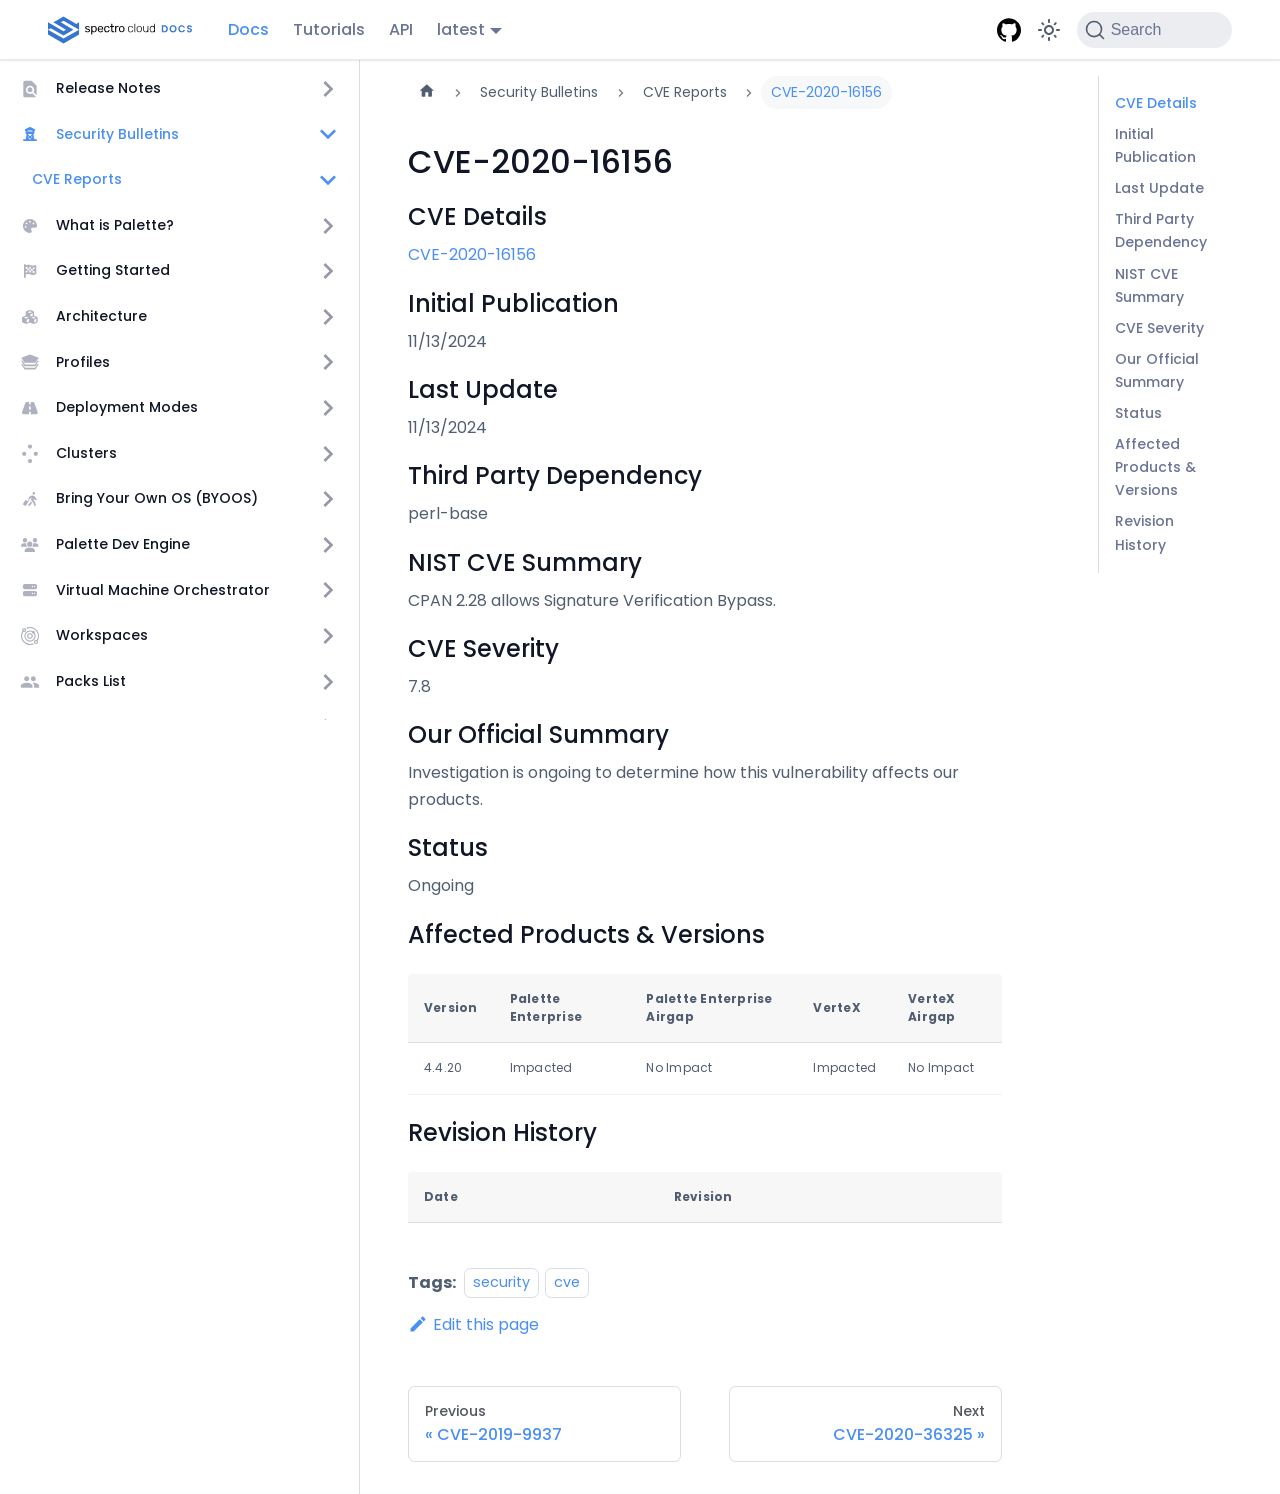 spectro cloud DOCS
Docs
Tutorials
API
latest
Search
Release Notes
Security Bulletins
CVE Reports
What is Palette?
Getting Started
Architecture
Profiles
Deployment Modes
Clusters
Bring Your Own OS (BYOOS)
Palette Dev Engine
Virtual Machine Orchestrator
Workspaces
Packs List
Security Bulletins
CVE Reports
CVE-2020-16156
CVE-2020-16156
CVE Details
CVE-2020-16156
Initial Publication
11/13/2024
Last Update
11/13/2024
Third Party Dependency
perl-base
NIST CVE Summary
CPAN 2.28 allows Signature Verification Bypass.
CVE Severity
7.8
Our Official Summary
Investigation is ongoing to determine how this vulnerability affects our
products.
Status
Ongoing
Affected Products & Versions
Version Palette Enterprise Palette Enterprise Airgap VerteX VerteX Airgap
4.4.20 Impacted No Impact Impacted No Impact
Revision History
Date Revision
Tags: security cve
Edit this page
Previous
« CVE-2019-9937
Next
CVE-2020-36325 »
CVE Details
Initial
Publication
Last Update
Third Party
Dependency
NIST CVE
Summary
CVE Severity
Our Official
Summary
Status
Affected
Products &
Versions
Revision
History